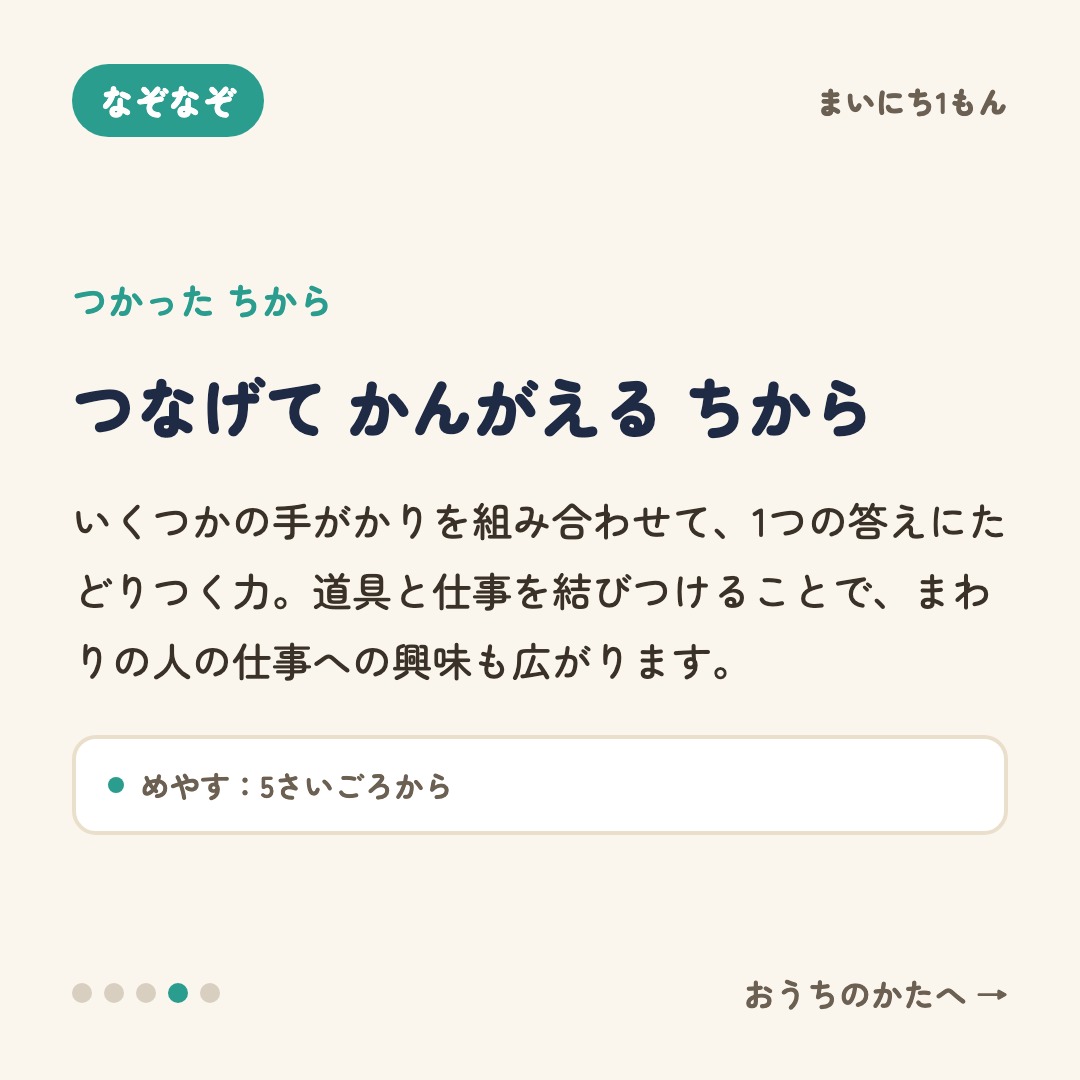 なぞなぞ
まいにち1もん
つかった ちから
つなげて かんがえる ちから
いくつかの手がかりを組み合わせて、1つの答えにた
どりつく力。道具と仕事を結びつけることで、まわ
りの人の仕事への興味も広がります。
めやす：5さいごろから
おうちのかたへ →